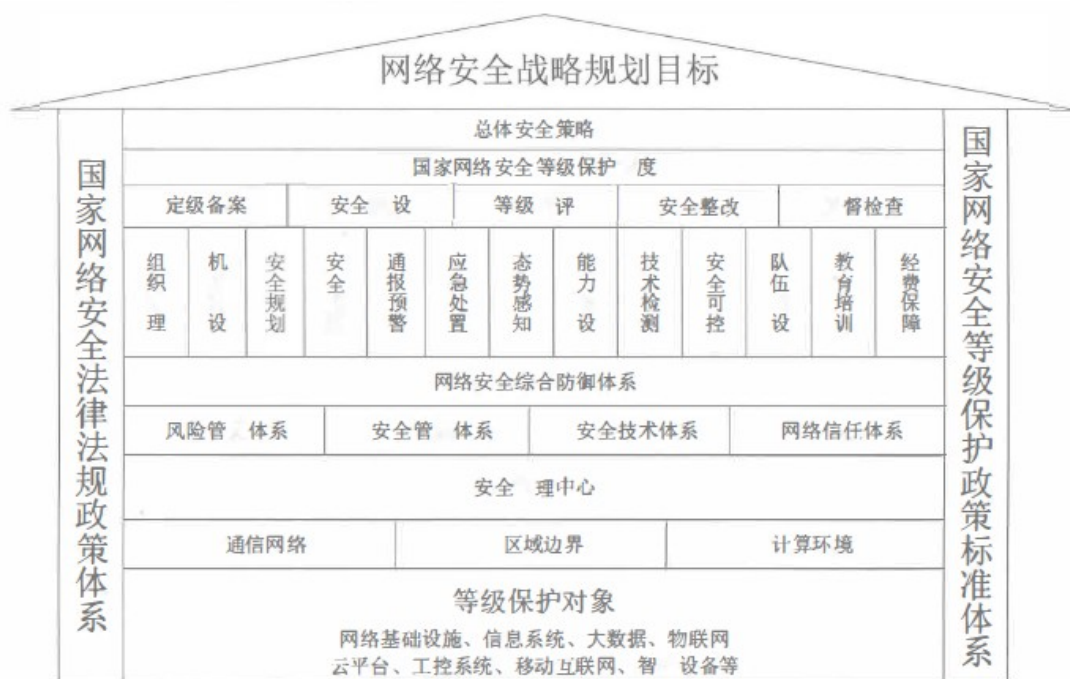 网络安全战略规划目标
国家网络安全法律法规政策体系
总体安全策略
国家网络安全等级保护 度
定级备案 安全 设 等级 评 安全整改 督检查
组织 理 机 设 安全规划 安全 通报预警 应急处置 态势感知 能力 设 技术检测 安全可控 队伍 设 教育培训 经费保障
网络安全综合防御体系
风险管 体系 安全管 体系 安全技术体系 网络信任体系
安全 理中心
通信网络 区域边界 计算环境
等级保护对象
网络基础设施、信息系统、大数据、物联网
云平台、工控系统、移动互联网、智 设备等
国家网络安全等级保护政策标准体系